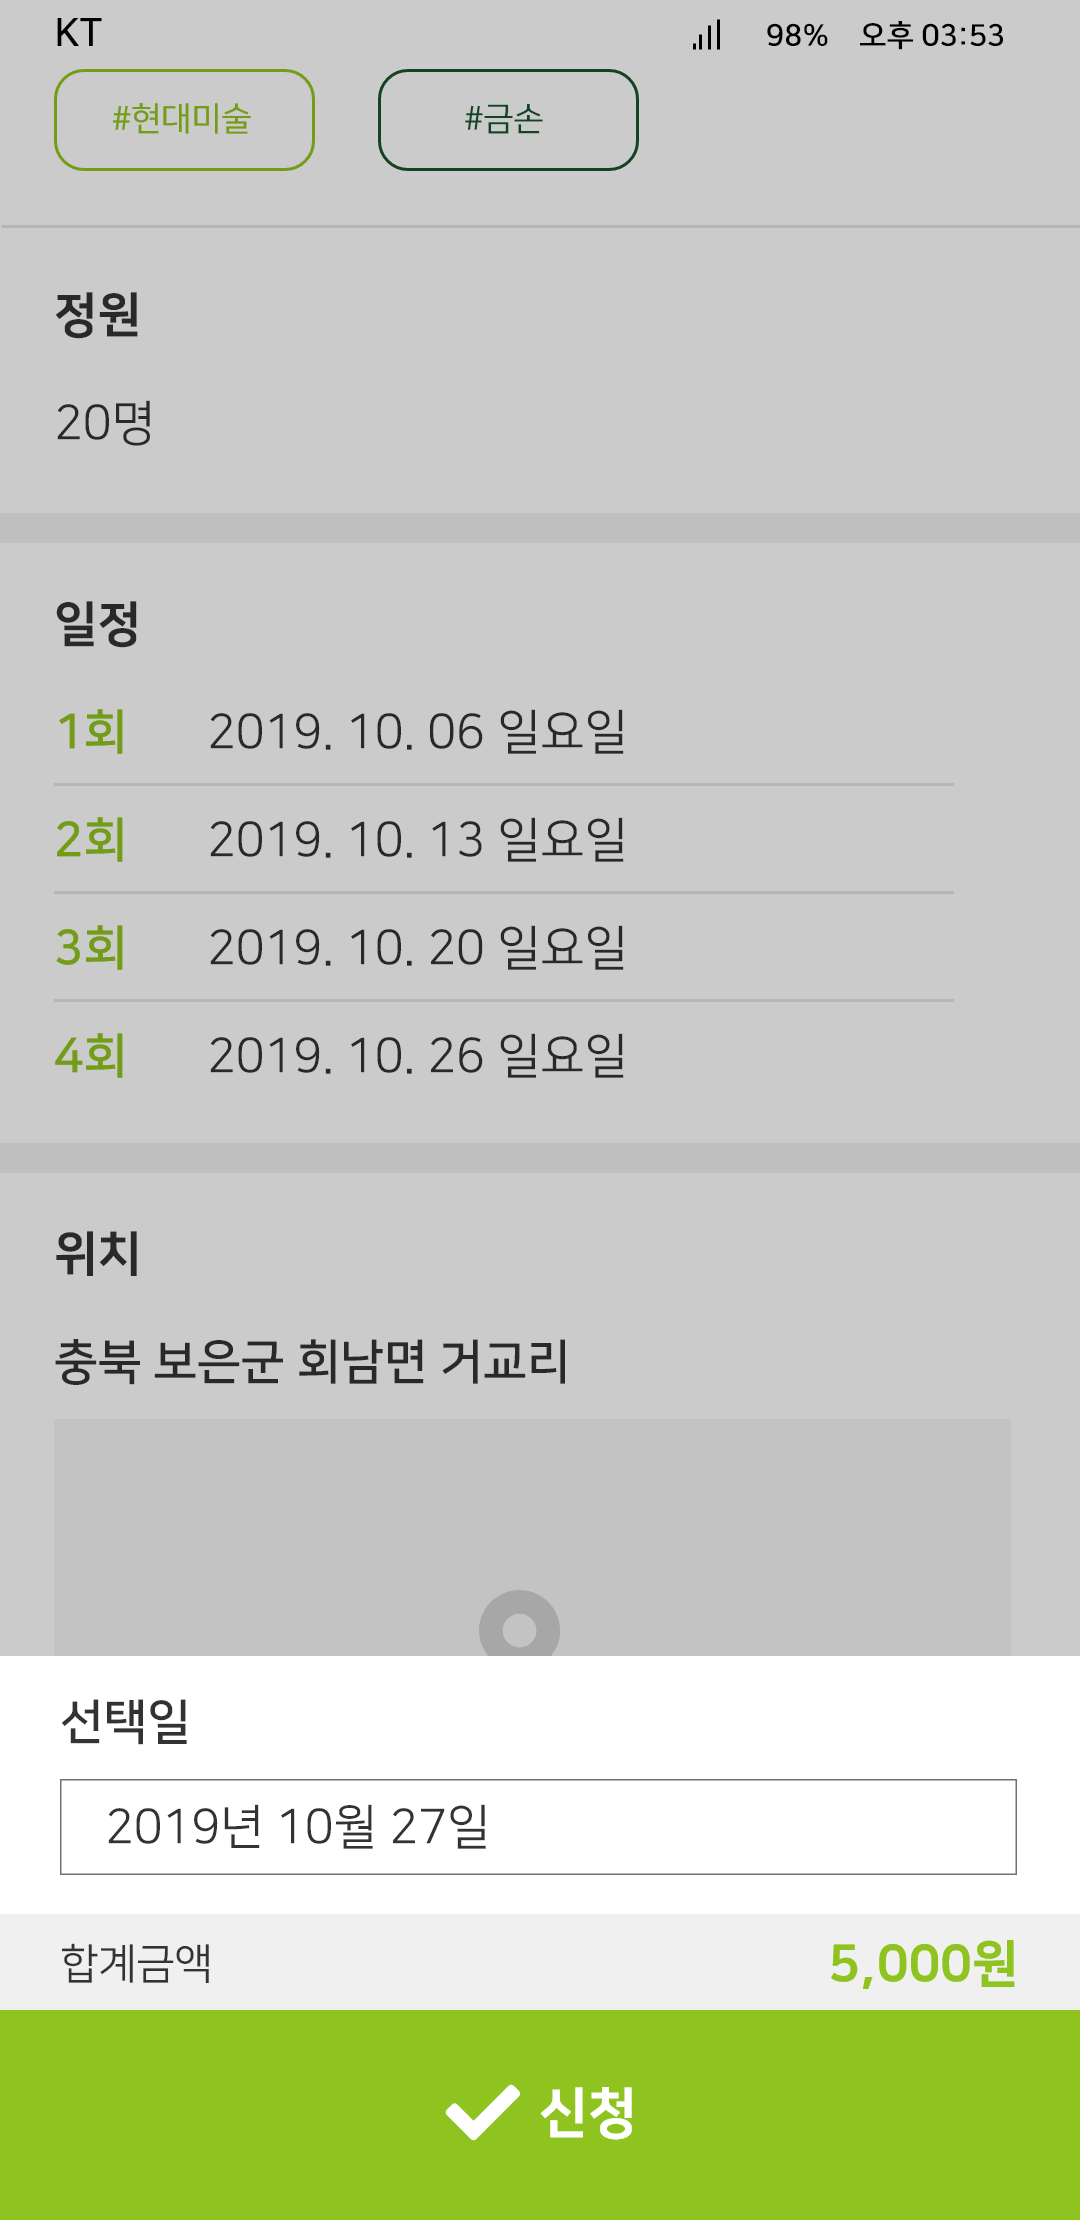 KT 98% 오후 03:53
#현대미술 #금손
정원
20명
일정
1회 2019. 10. 06 일요일
2회 2019. 10. 13 일요일
3회 2019. 10. 20 일요일
4회 2019. 10. 26 일요일
위치
충북 보은군 회남면 거교리
선택일
2019년 10월 27일
합계금액 5,000원
신청